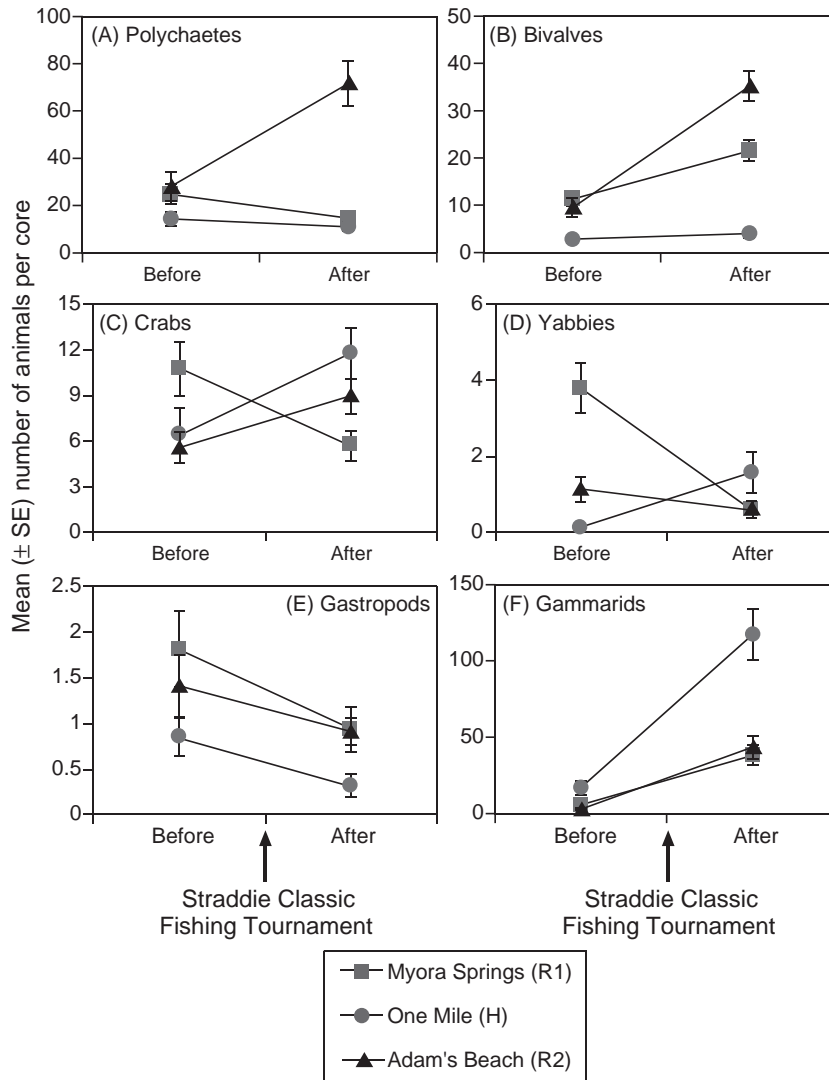 Mean (± SE) number of animals per core
(A) Polychaetes
100
80
60
40
20
0
Before After
(B) Bivalves
50
40
30
20
10
0
Before After
(C) Crabs
15
12
9
6
3
0
Before After
(D) Yabbies
6
4
2
0
Before After
(E) Gastropods
2.5
2
1.5
1
0.5
0
Before After
(F) Gammarids
150
100
50
0
Before After
Straddie Classic
Fishing Tournament
Straddie Classic
Fishing Tournament
Myora Springs (R1)
One Mile (H)
Adam's Beach (R2)